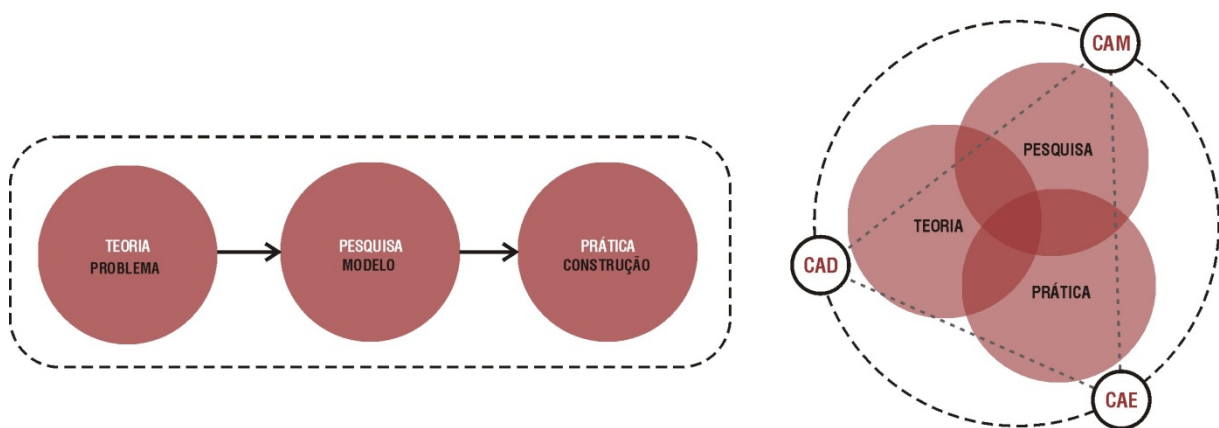 TEORIA
PROBLEMA
PESQUISA
MODELO
PRÁTICA
CONSTRUÇÃO
CAM
PESQUISA
TEORIA
CAD
PRÁTICA
CAE